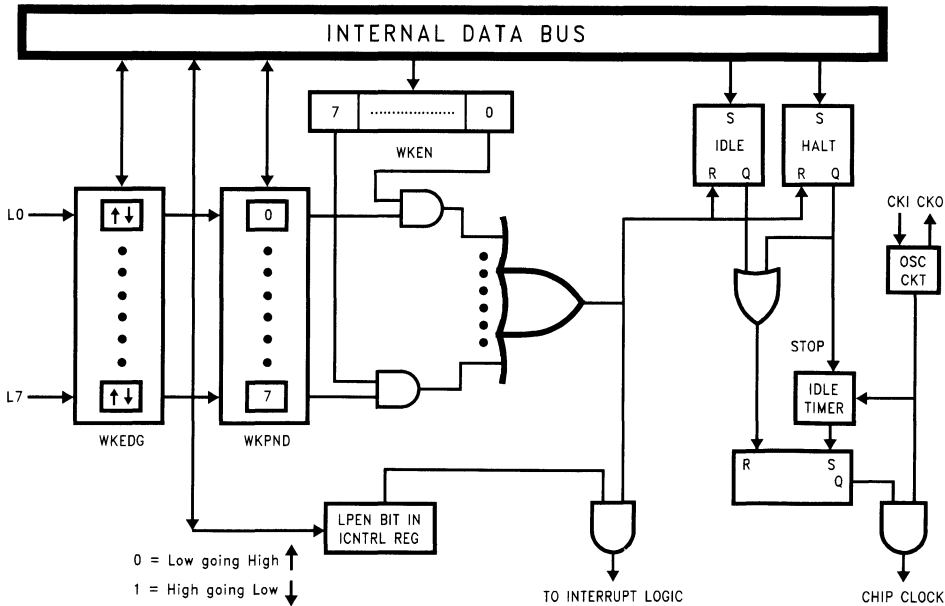 INTERNAL DATA BUS
7 .................... 0
WKEN
S
IDLE
R Q
S
HALT
R Q
CKI CKO
OSC
CKT
L0
↑↓
0
STOP
IDLE
TIMER
L7
↑↓
7
WKEDG
WKPND
R S
Q
LPEN BIT IN
ICNTRL REG
0 = Low going High ↑
1 = High going Low ↓
TO INTERRUPT LOGIC
CHIP CLOCK